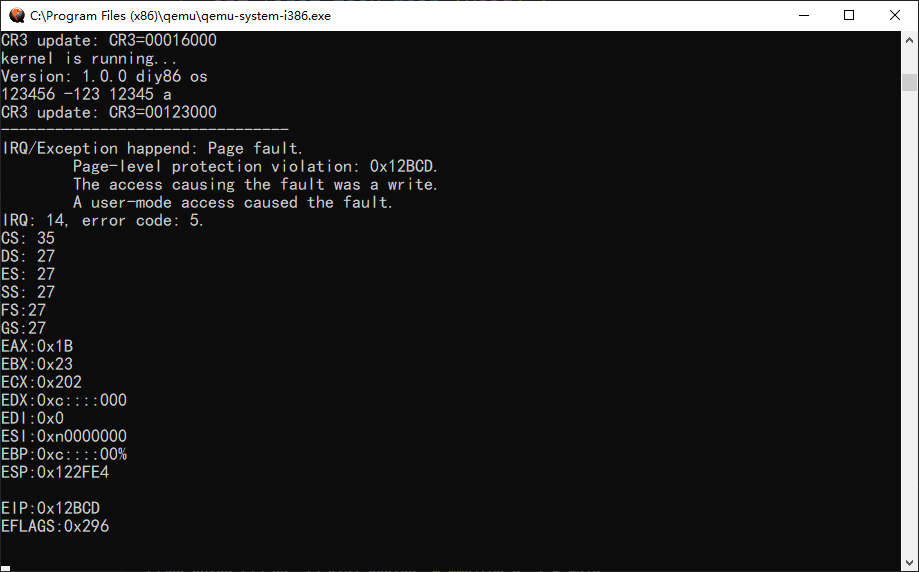 C:\Program Files (x86)\qemu\qemu-system-i386.exe
CR3 update: CR3=00016000
kernel is running...
Version: 1.0.0 diy86 os
123456 -123 12345 a
CR3 update: CR3=00123000
--------------------------------
IRQ/Exception happend: Page fault.
        Page-level protection violation: 0x12BCD.
        The access causing the fault was a write.
        A user-mode access caused the fault.
IRQ: 14, error code: 5.
CS: 35
DS: 27
ES: 27
SS: 27
FS:27
GS:27
EAX:0x1B
EBX:0x23
ECX:0x202
EDX:0xc::::000
EDI:0x0
ESI:0xn0000000
EBP:0xc::::00%
ESP:0x122FE4
EIP:0x12BCD
EFLAGS:0x296